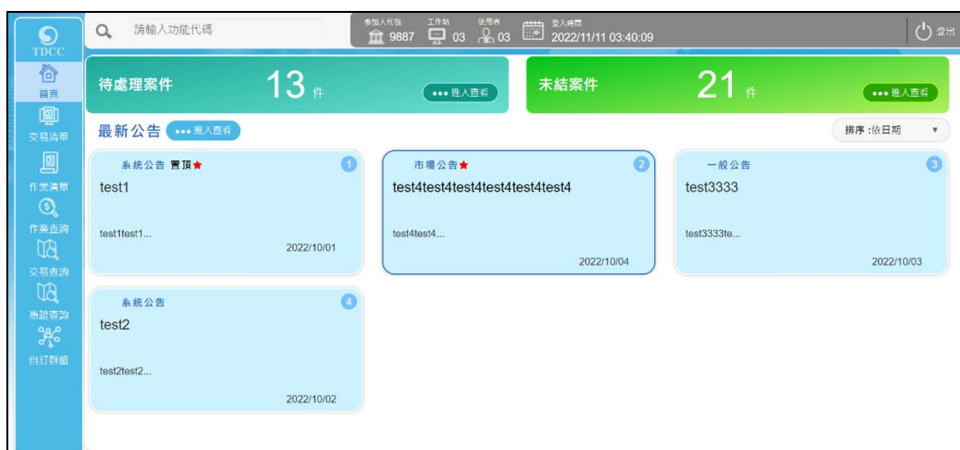 TDCC
請輸入功能代碼
參加人代號 9887
工作站 03
使用者 03
登入時間 2022/11/11 03:40:09
登出
首頁
交易清單
作業清單
作業查詢
交易查詢
憑證查詢
自訂群組
待處理案件 13 件 ●●● 進入查看
未結案件 21 件 ●●● 進入查看
最新公告 ●●● 進入查看
排序 :依日期
系統公告 置頂★ 1
test1
test1test1...
2022/10/01
市場公告★ 2
test4test4test4test4test4test4
test4test4...
2022/10/04
一般公告 3
test3333
test3333te...
2022/10/03
系統公告 4
test2
test2test2...
2022/10/02